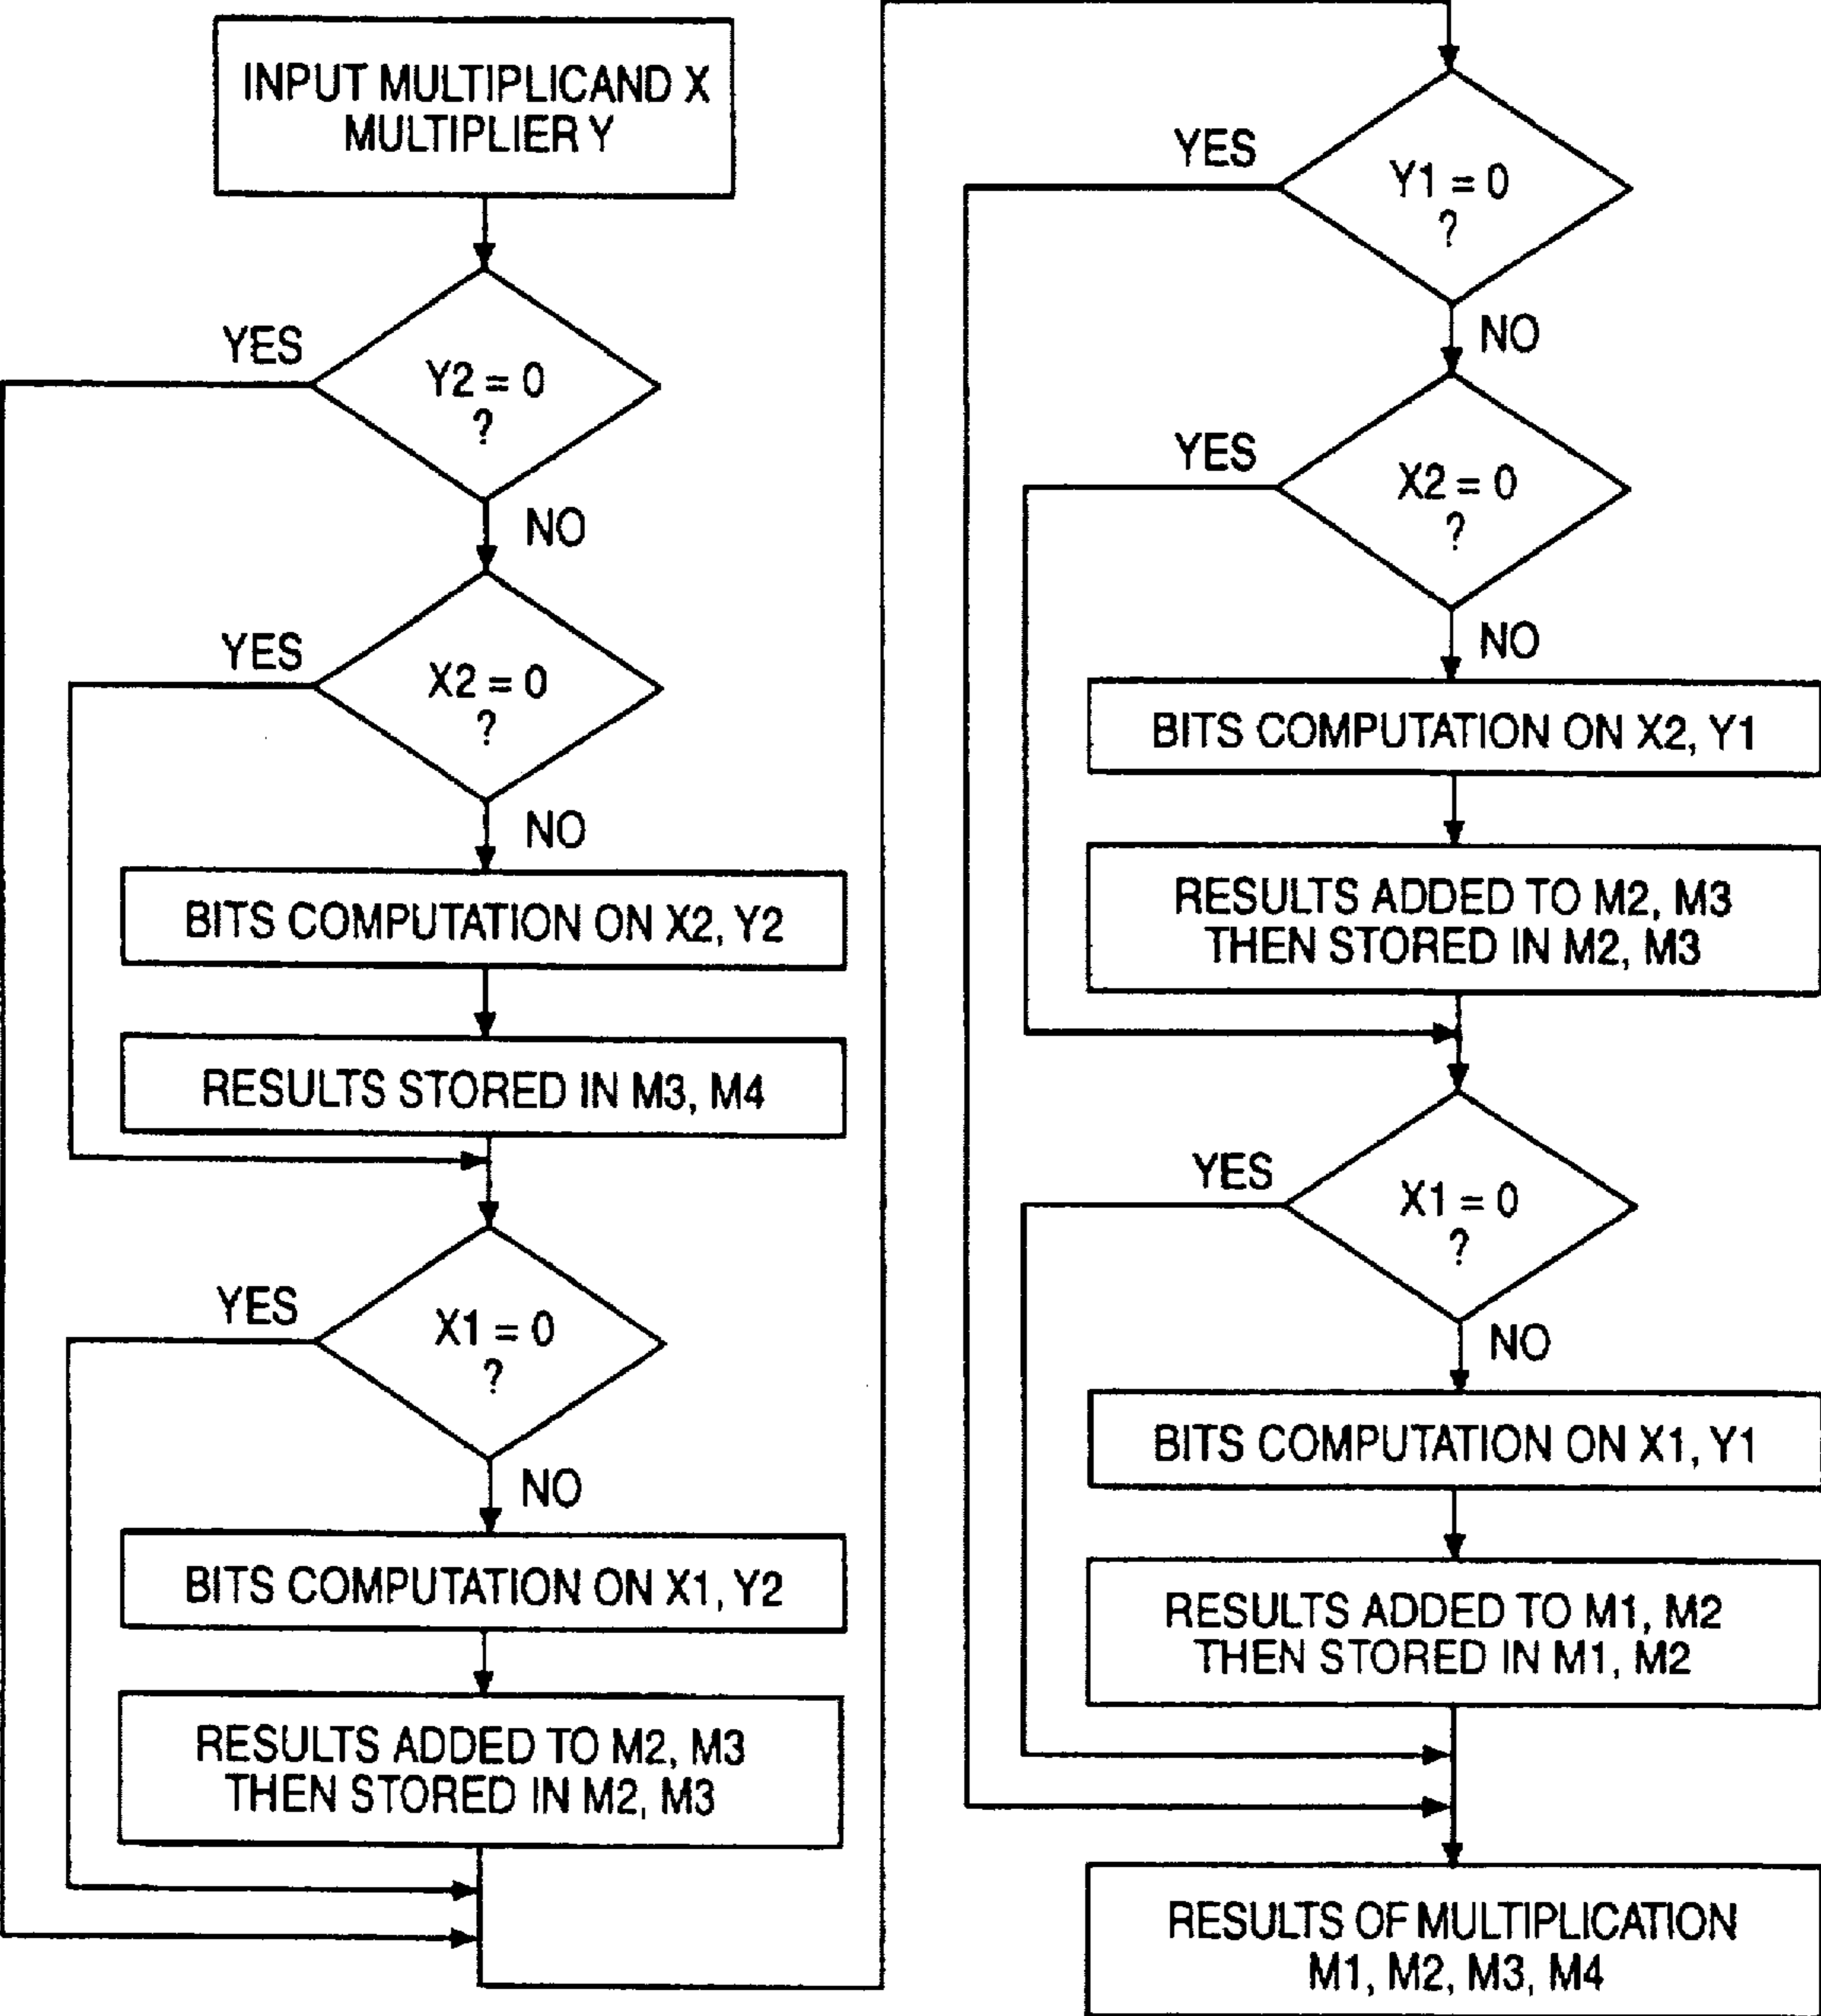 INPUT MULTIPLICAND X
MULTIPLIER Y
YES
Y2 = 0
?
NO
YES
X2 = 0
?
NO
BITS COMPUTATION ON X2, Y2
RESULTS STORED IN M3, M4
YES
X1 = 0
?
NO
BITS COMPUTATION ON X1, Y2
RESULTS ADDED TO M2, M3
THEN STORED IN M2, M3
YES
Y1 = 0
?
NO
YES
X2 = 0
?
NO
BITS COMPUTATION ON X2, Y1
RESULTS ADDED TO M2, M3
THEN STORED IN M2, M3
YES
X1 = 0
?
NO
BITS COMPUTATION ON X1, Y1
RESULTS ADDED TO M1, M2
THEN STORED IN M1, M2
RESULTS OF MULTIPLICATION
M1, M2, M3, M4